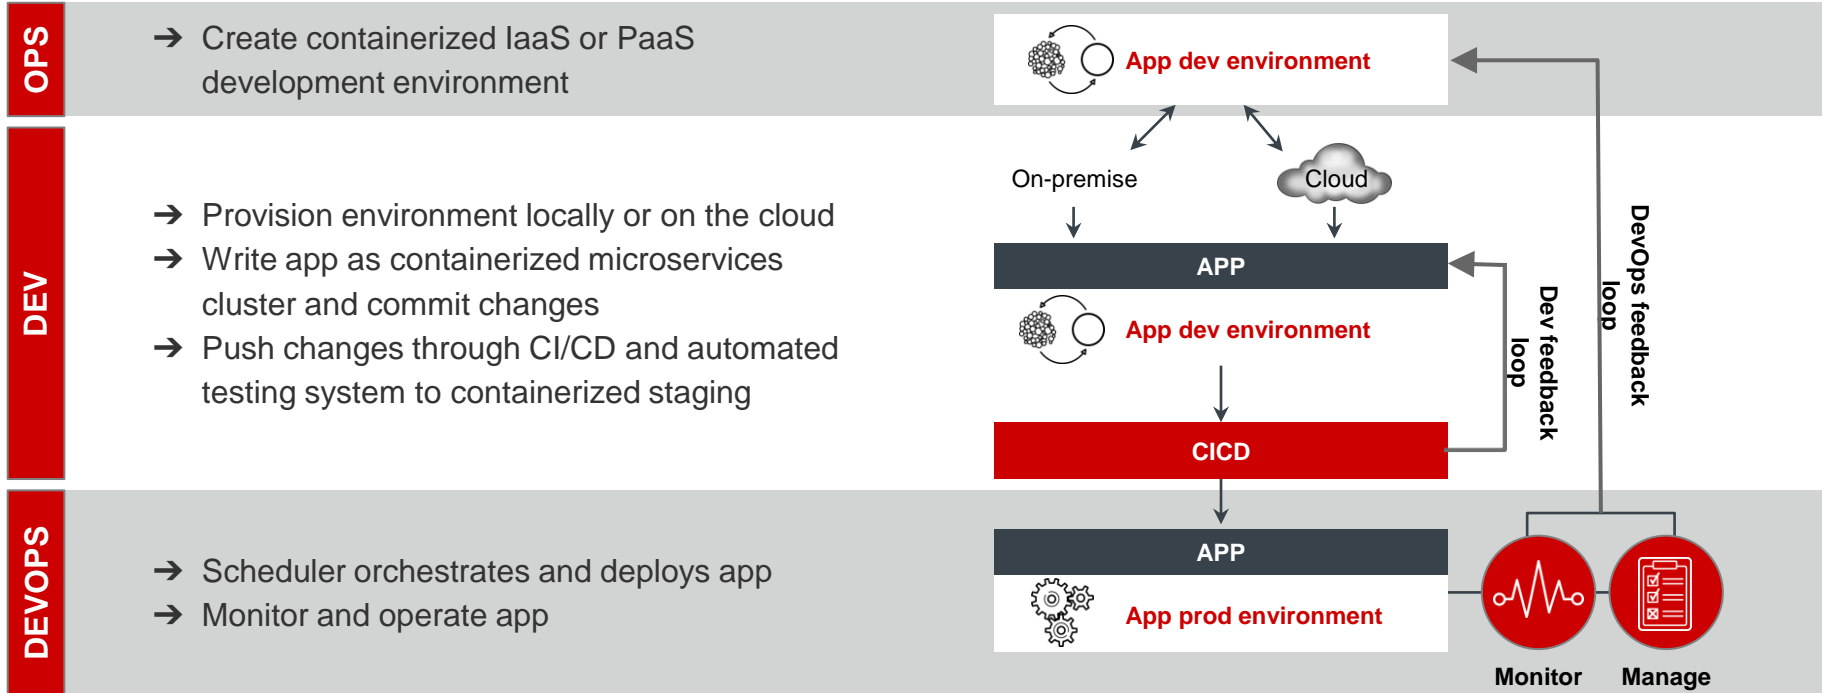 OPS
➔ Create containerized IaaS or PaaS
development environment
App dev environment
DEV
➔ Provision environment locally or on the cloud
➔ Write app as containerized microservices
cluster and commit changes
➔ Push changes through CI/CD and automated
testing system to containerized staging
On-premise
Cloud
APP
App dev environment
CICD
Dev feedback
loop
DevOps feedback
loop
DEVOPS
➔ Scheduler orchestrates and deploys app
➔ Monitor and operate app
APP
App prod environment
Monitor
Manage